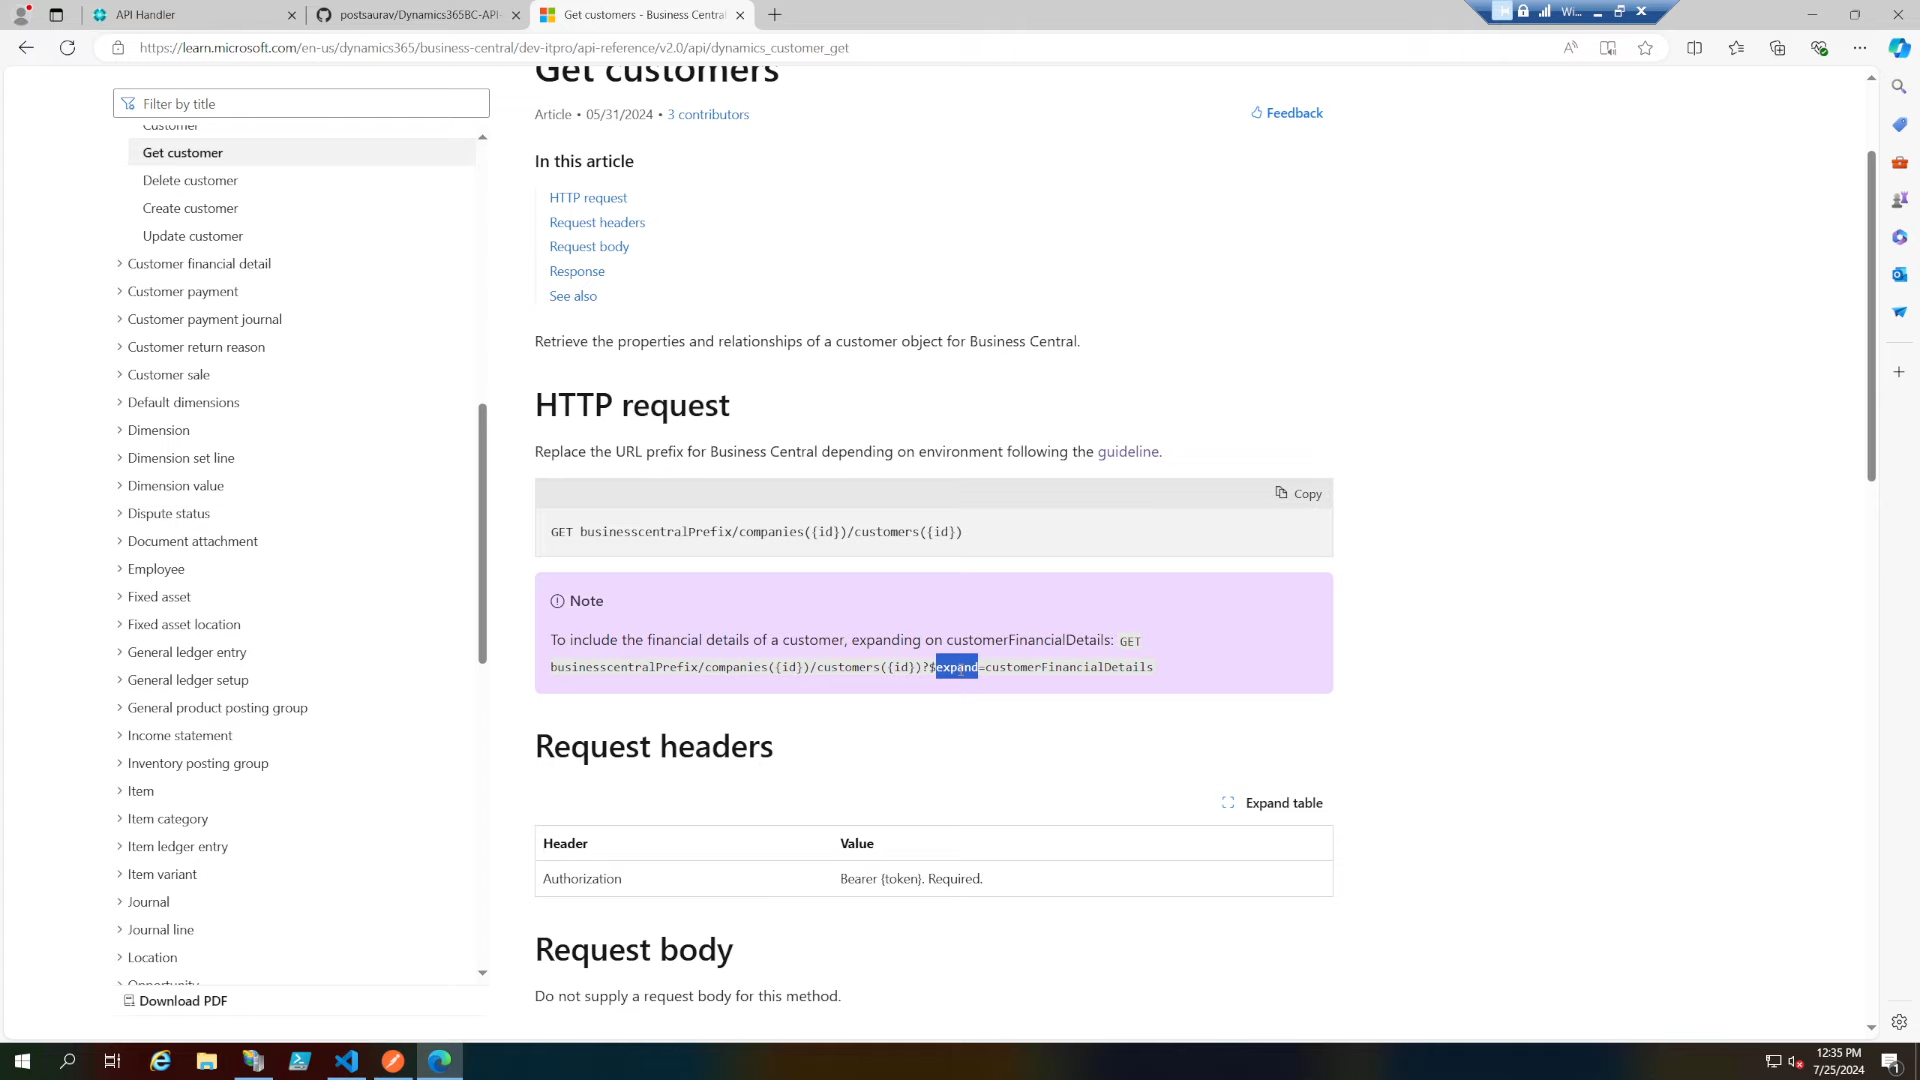 API Handler
postsaurav/Dynamics365BC-API-
Get customers - Business Central
Wi...
https://learn.microsoft.com/en-us/dynamics365/business-central/dev-itpro/api-reference/v2.0/api/dynamics_customer_get
Filter by title
Customer
Get customer
Delete customer
Create customer
Update customer
Customer financial detail
Customer payment
Customer payment journal
Customer return reason
Customer sale
Default dimensions
Dimension
Dimension set line
Dimension value
Dispute status
Document attachment
Employee
Fixed asset
Fixed asset location
General ledger entry
General ledger setup
General product posting group
Income statement
Inventory posting group
Item
Item category
Item ledger entry
Item variant
Journal
Journal line
Location
Opportunity
Download PDF
Get customers
Article • 05/31/2024 • 3 contributors
Feedback
In this article
HTTP request
Request headers
Request body
Response
See also
Retrieve the properties and relationships of a customer object for Business Central.
HTTP request
Replace the URL prefix for Business Central depending on environment following the guideline.
Copy
GET businesscentralPrefix/companies({id})/customers({id})
Note
To include the financial details of a customer, expanding on customerFinancialDetails: GET
businesscentralPrefix/companies({id})/customers({id})?$expand=customerFinancialDetails
Request headers
Expand table
Header Value
Authorization Bearer {token}. Required.
Request body
Do not supply a request body for this method.
12:35 PM
7/25/2024
1